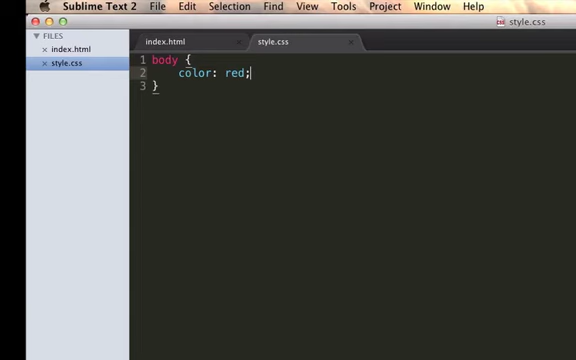 Sublime Text 2 File Edit Selection Find View Tools Project Window Help
style.css
FILES
index.html
style.css
index.html style.css
1 body {
2 color: red;
3 }